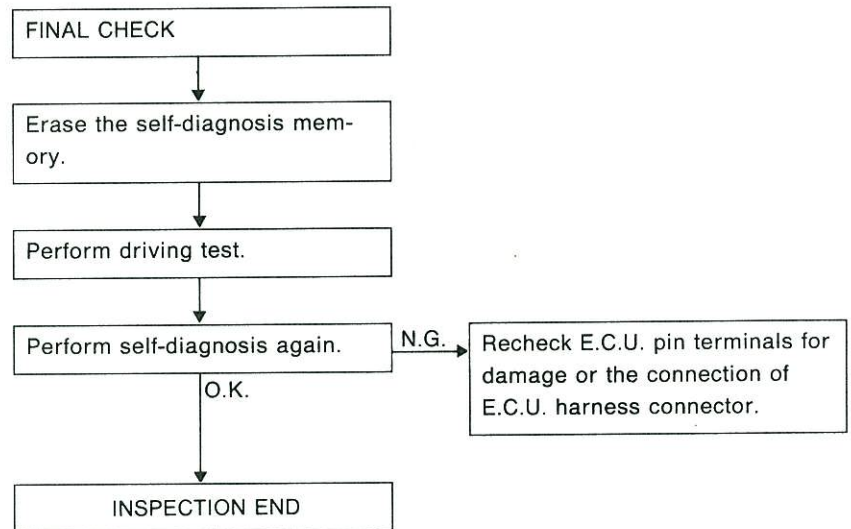 FINAL CHECK
Erase the self-diagnosis mem-
ory.
Perform driving test.
Perform self-diagnosis again.
N.G.
Recheck E.C.U. pin terminals for
damage or the connection of
E.C.U. harness connector.
O.K.
INSPECTION END